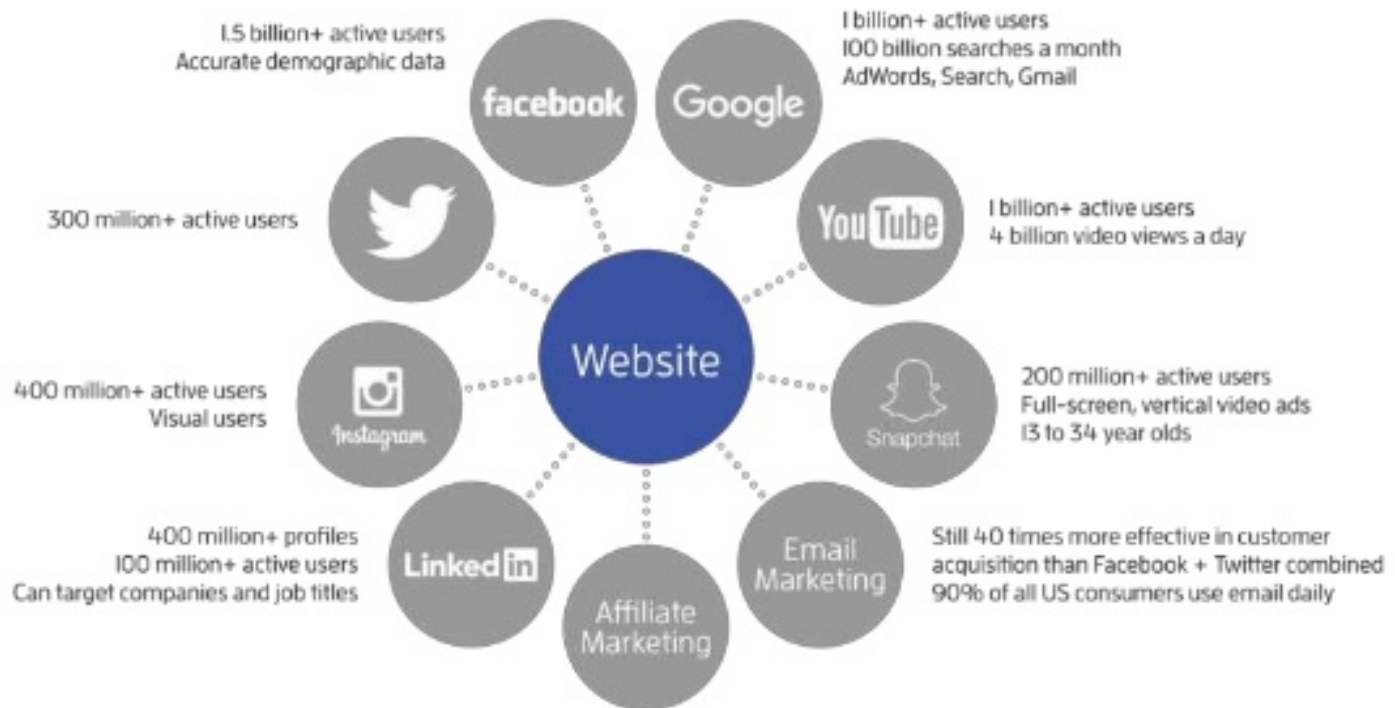 1.5 billion+ active users
Accurate demographic data
facebook
Google
1 billion+ active users
100 billion searches a month
AdWords, Search, Gmail
300 million+ active users
YouTube
1 billion+ active users
4 billion video views a day
Website
400 million+ active users
Visual users
Instagram
Snapchat
200 million+ active users
Full-screen, vertical video ads
13 to 34 year olds
400 million+ profiles
100 million+ active users
Can target companies and job titles
Linked in
Affiliate
Marketing
Email
Marketing
Still 40 times more effective in customer
acquisition than Facebook + Twitter combined
90% of all US consumers use email daily